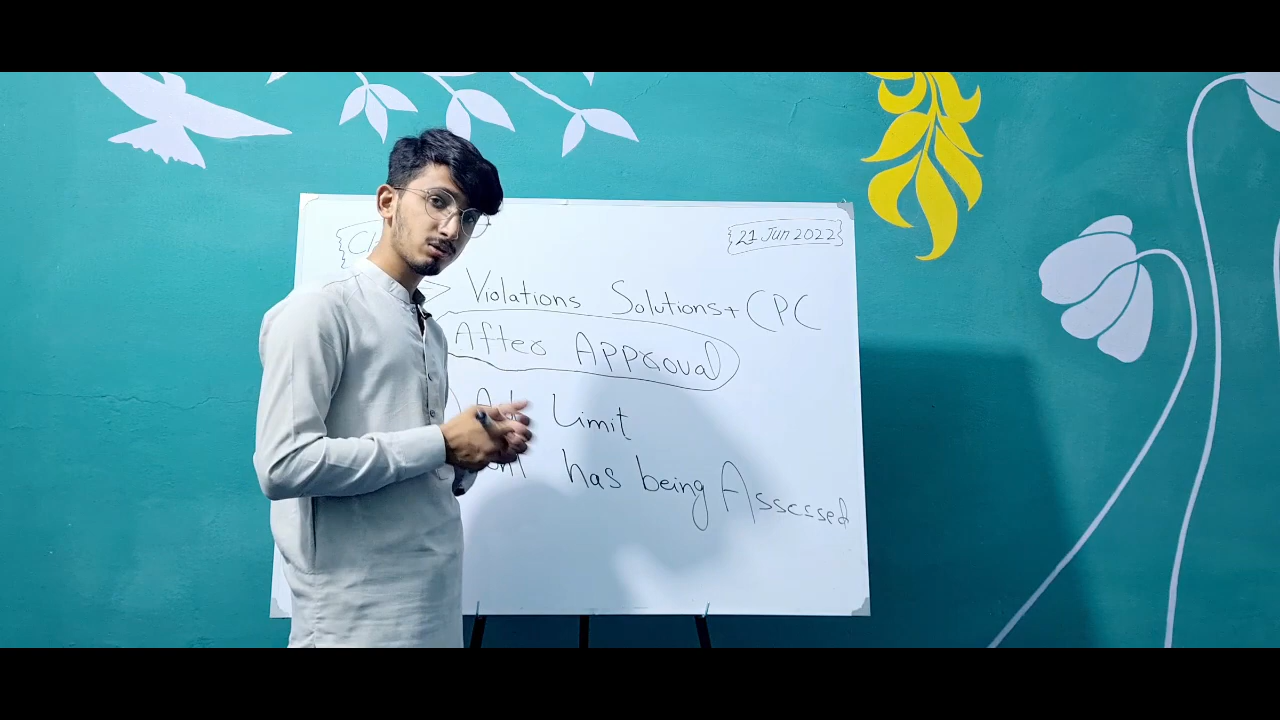 21 Jun 2022
Violations Solutions + CPC
After Approval
Limit
has being Assessed